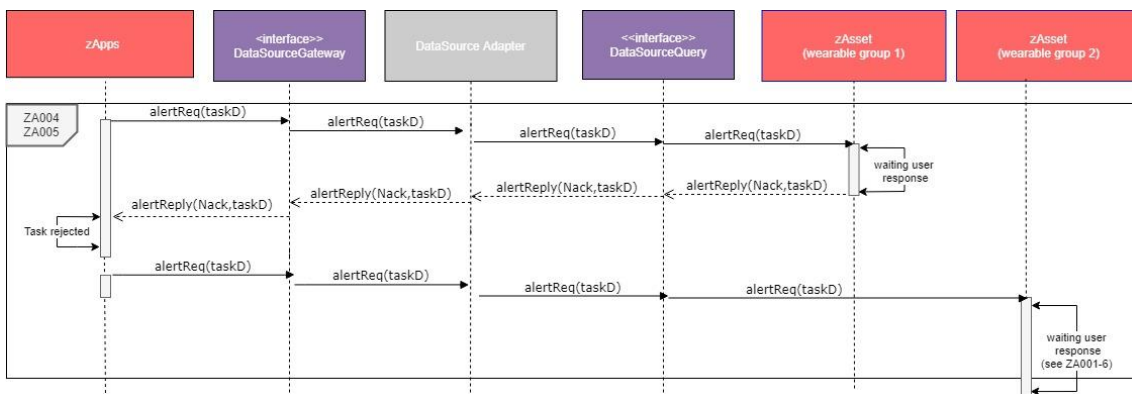 zApps
<interface>>
DataSourceGateway
DataSource Adapter
<<interface>>
DataSourceQuery
zAsset
(wearable group 1)
zAsset
(wearable group 2)
ZA004
ZA005
alertReq(taskD)
alertReq(taskD)
alertReq(taskD)
alertReq(taskD)
waiting user
response
alertReply(Nack,taskD)
alertReply(Nack,taskD)
alertReply(Nack,taskD)
alertReply(Nack,taskD)
Task rejected
alertReq(taskD)
alertReq(taskD)
alertReq(taskD)
alertReq(taskD)
waiting user
response
(see ZA001-6)